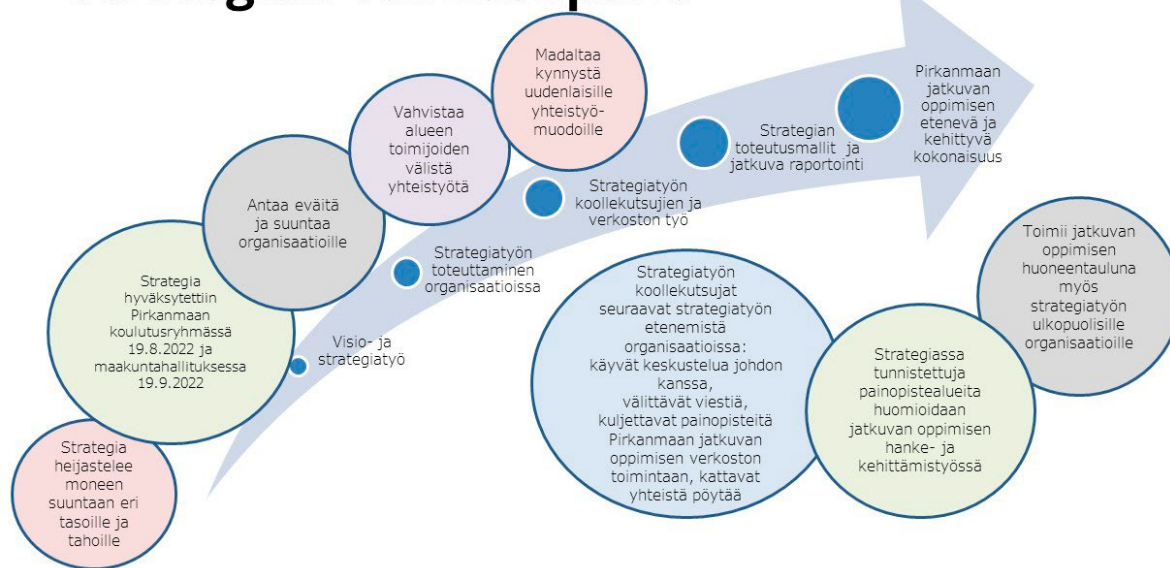 Madaltaa
kynnystä
uudenlaisille
yhteistyö-
muodoille
Vahvistaa
alueen
toimijoiden
välistä
yhteistyötä
Antaa eväitä
ja suuntaa
organisaatioille
Strategia
hyväksytettiin
Pirkanmaan
koulutusryhmässä
19.8.2022 ja
maakuntahallituksessa
19.9.2022
Strategia
heijastelee
moneen
suuntaan eri
tasoille ja
tahoille
Visio- ja
strategiatyö
Strategiatyön
toteuttaminen
organisaatioissa
Strategiatyön
koollekutsujien ja
verkoston työ
Strategian
toteutusmallit ja
jatkuva raportointi
Pirkanmaan
jatkuvan
oppimisen
etenevä ja
kehittyvä
kokonaisuus
Strategiatyön
koollekutsujat
seuraavat strategiatyön
etenemistä
organisaatioissa:
käyvät keskustelua johdon
kanssa,
välittävät viestiä,
kuljettavat painopisteitä
Pirkanmaan jatkuvan
oppimisen verkoston
toimintaan, kattavat
yhteistä pöytää
Strategiassa
tunnistettuja
painopistealueita
huomioidaan
jatkuvan oppimisen
hanke- ja
kehittämistyössä
Toimii jatkuvan
oppimisen
huoneentauluna
myös
strategiatyön
ulkopuolisille
organisaatioille